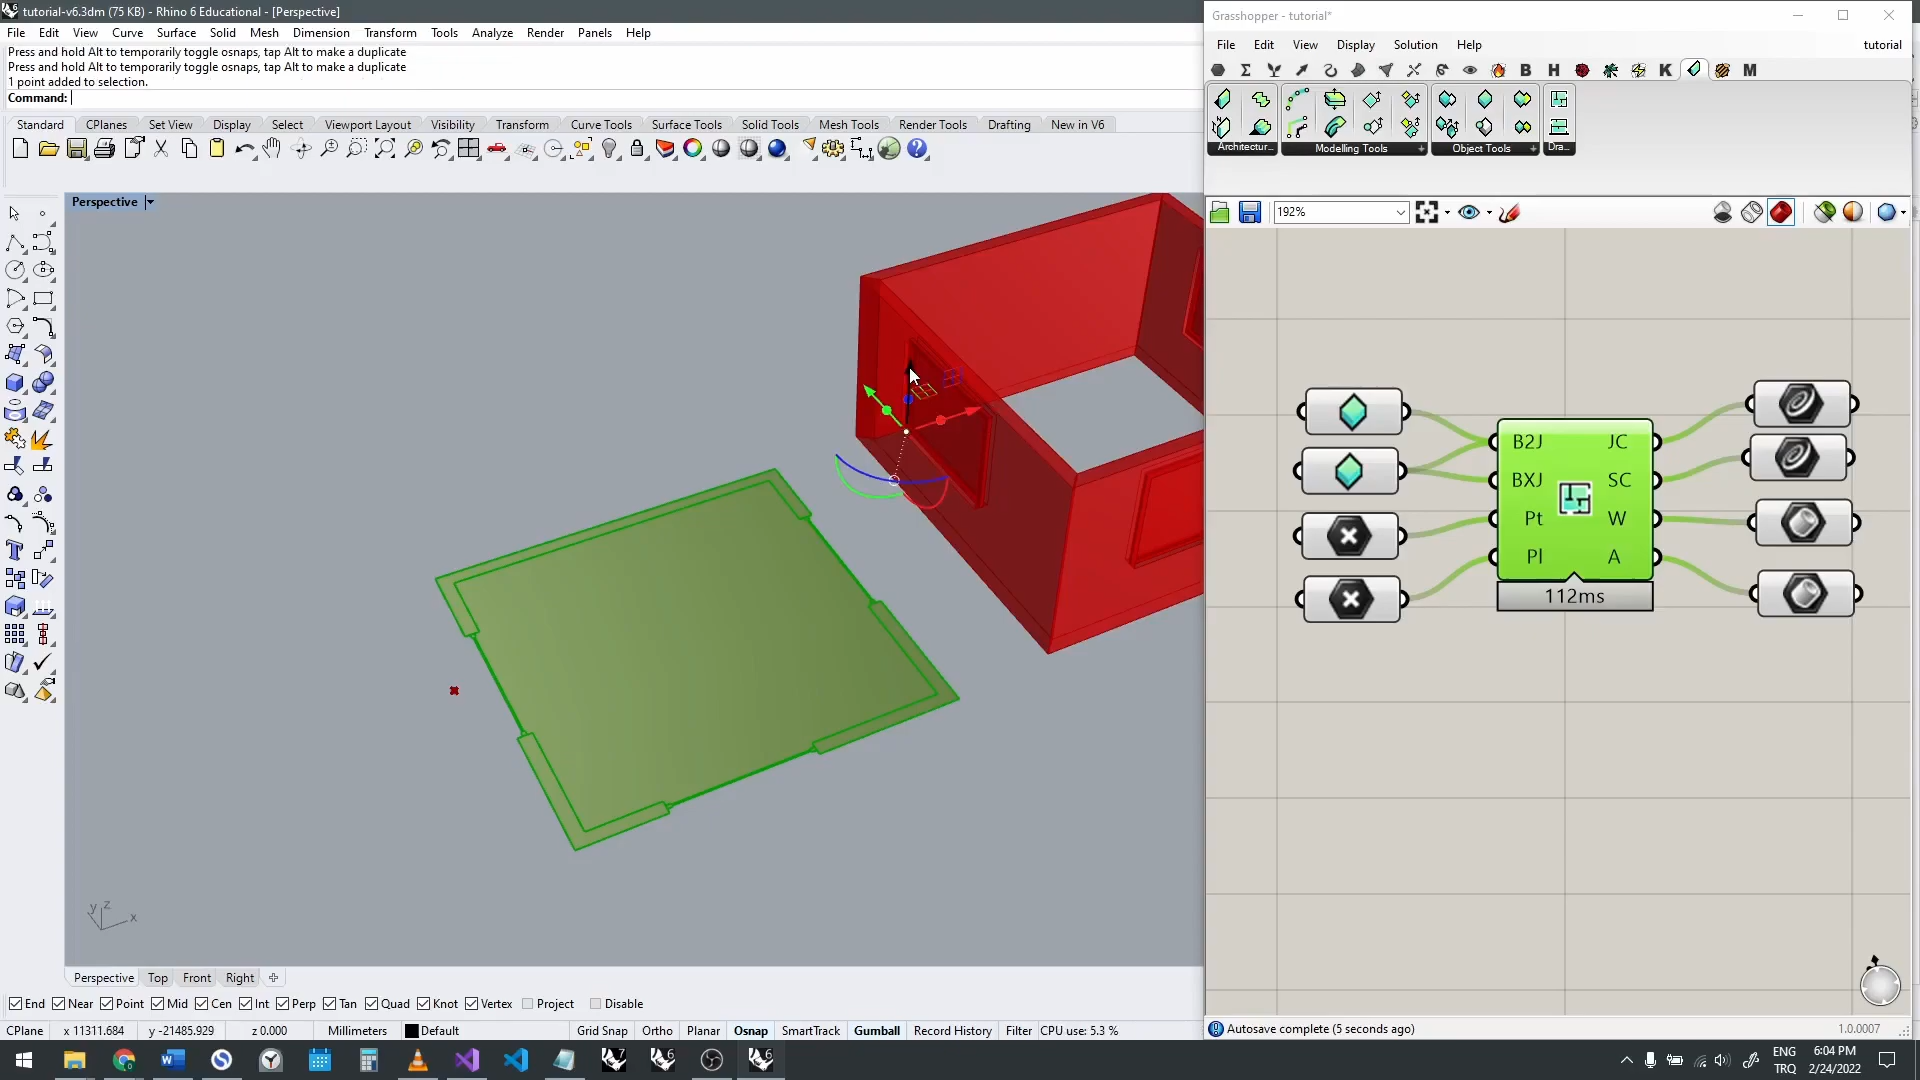 tutorial-v6.3dm (75 KB) - Rhino 6 Educational - [Perspective]
File Edit View Curve Surface Solid Mesh Dimension Transform Tools Analyze Render Panels Help
Press and hold Alt to temporarily toggle osnaps, tap Alt to make a duplicate
Press and hold Alt to temporarily toggle osnaps, tap Alt to make a duplicate
1 point added to selection.
Command:
Standard CPlanes Set View Display Select Viewport Layout Visibility Transform Curve Tools Surface Tools Solid Tools Mesh Tools Render Tools Drafting New in V6
Perspective
y z x
Perspective Top Front Right
End Near Point Mid Cen Int Perp Tan Quad Knot Vertex Project Disable
CPlane x 11311.684 y -21485.929 z 0.000 Millimeters Default Grid Snap Ortho Planar Osnap SmartTrack Gumball Record History Filter CPU use: 5.3 %
Grasshopper - tutorial*
File Edit View Display Solution Help tutorial
B H K M
Architectur... Modelling Tools Object Tools Dra...
192%
B2J JC
BXJ SC
Pt W
Pl A
112ms
Autosave complete (5 seconds ago) 1.0.0007
7 6 6
ENG
TRQ
6:04 PM
2/24/2022